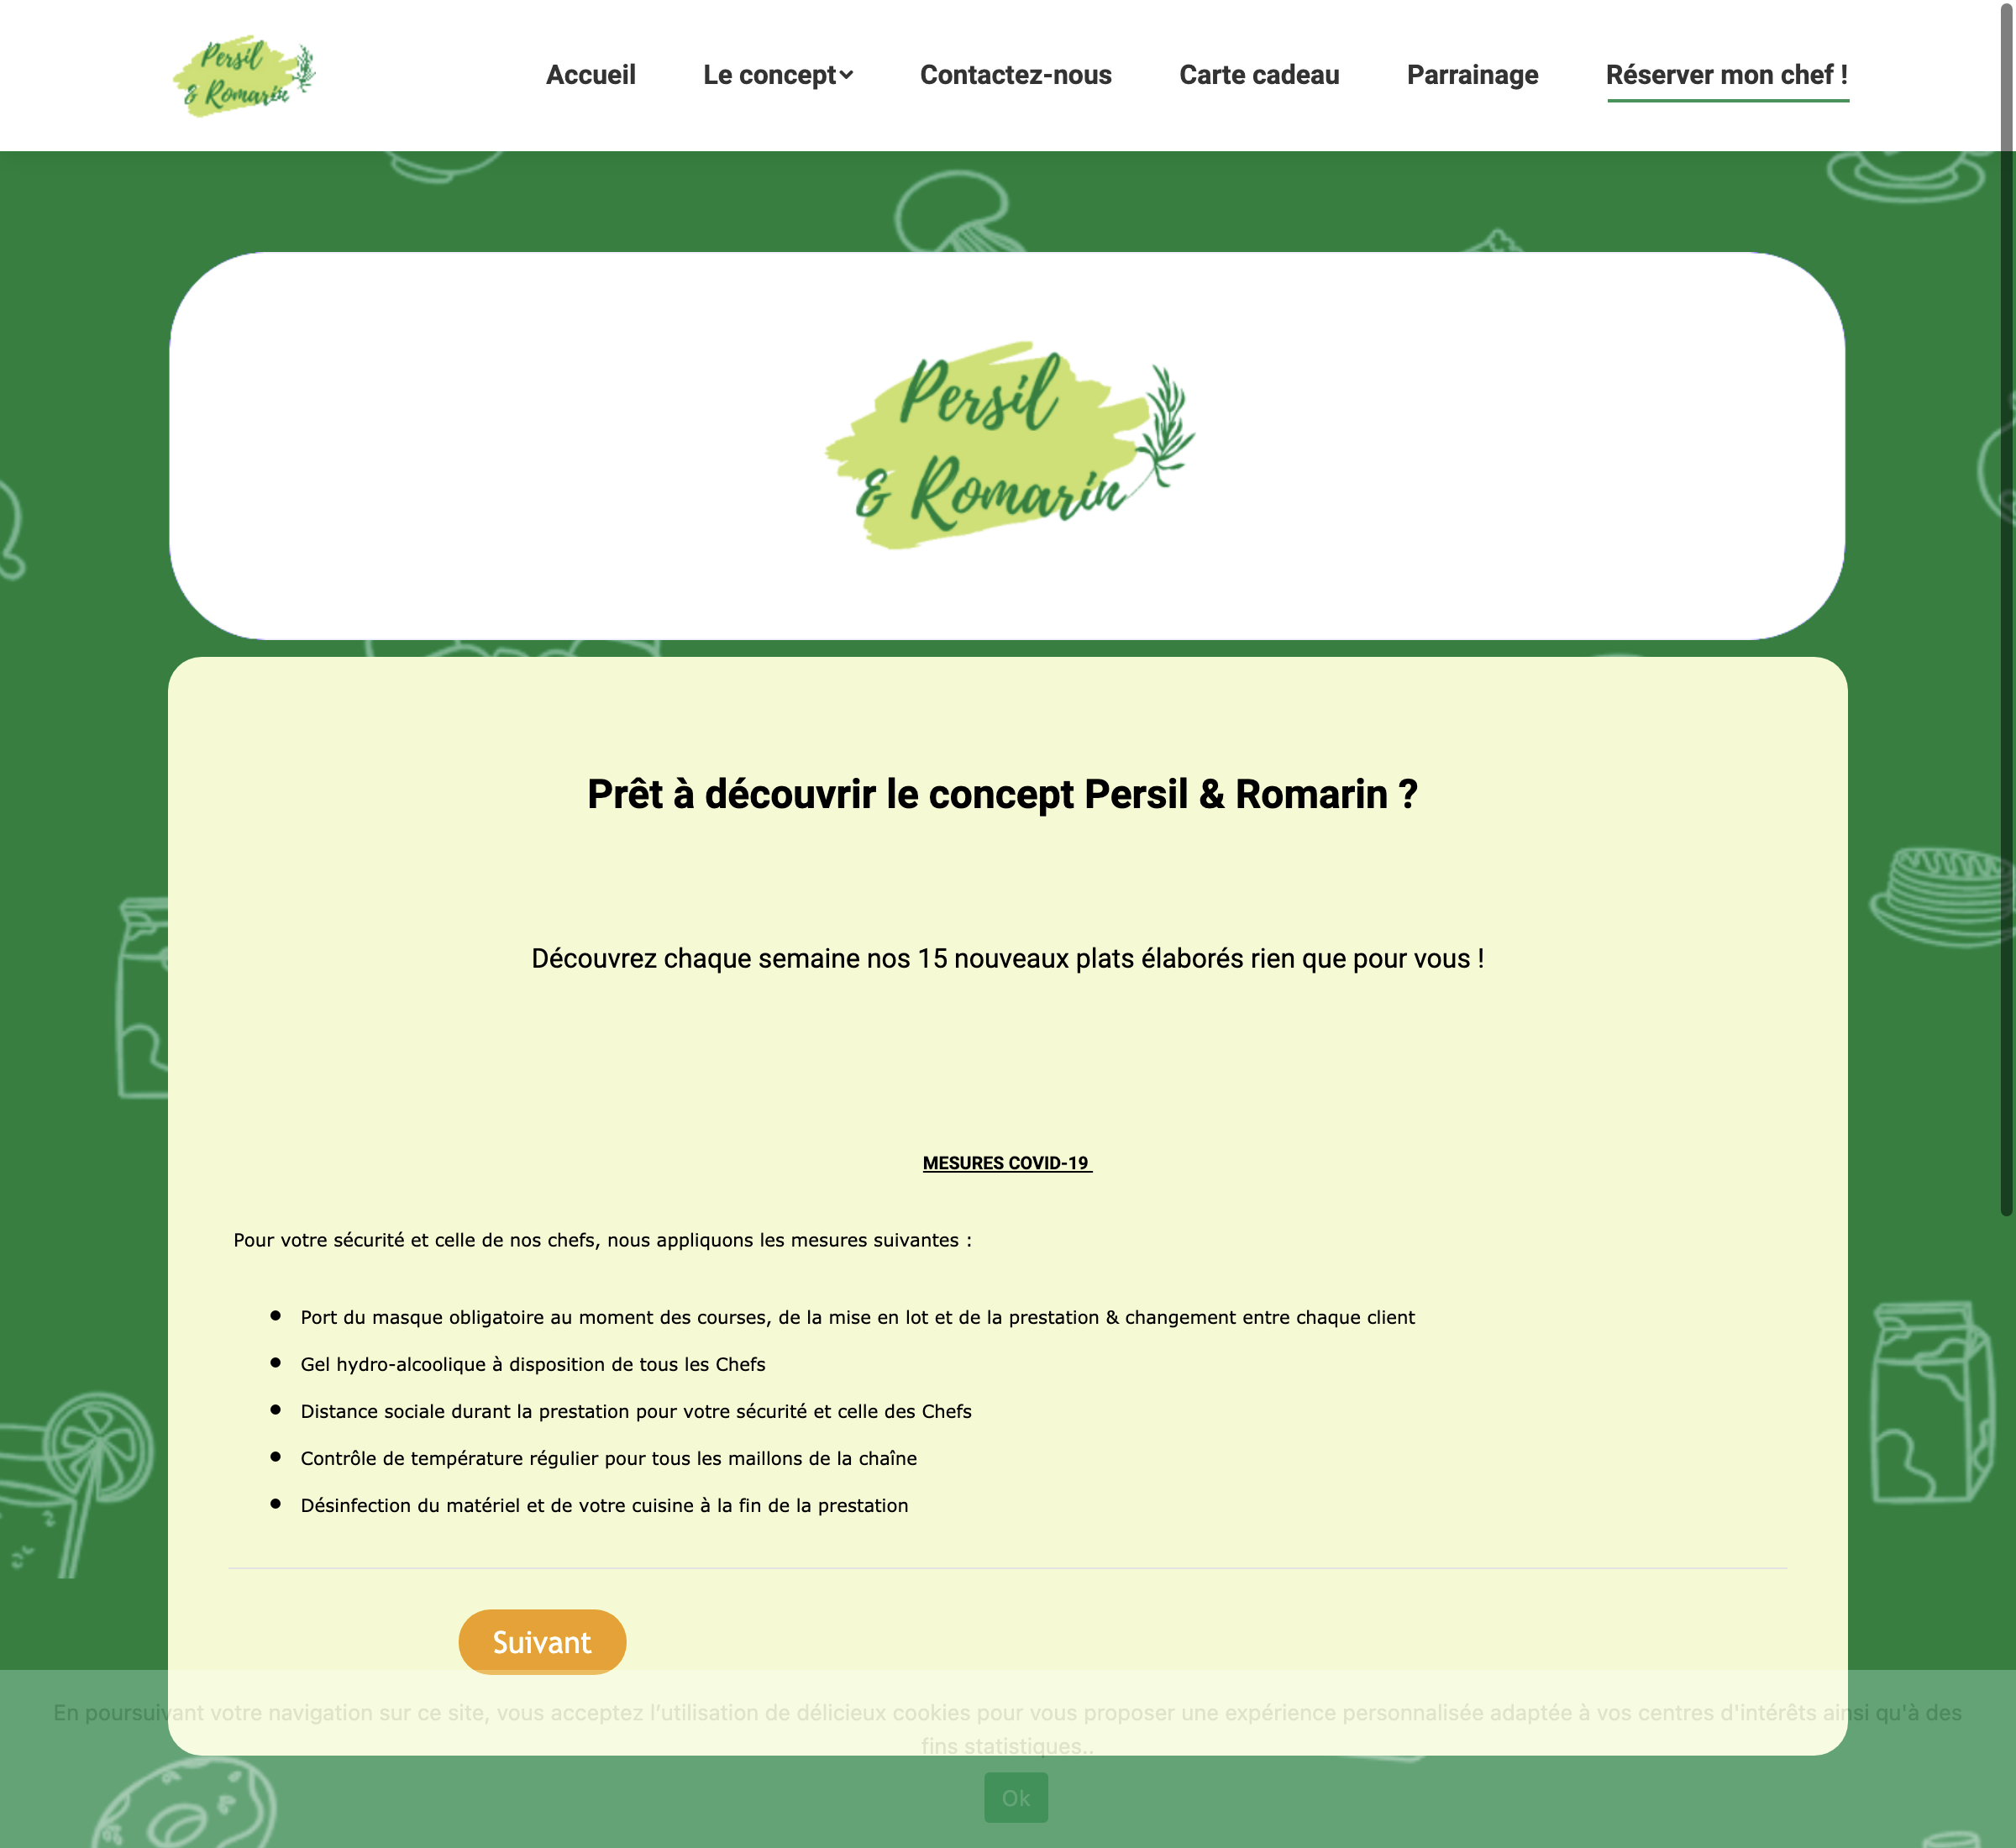 Persil
& Romarin
Accueil
Le concept
Contactez-nous
Carte cadeau
Parrainage
Réserver mon chef !
Persil
& Romarin
Prêt à découvrir le concept Persil & Romarin ?
Découvrez chaque semaine nos 15 nouveaux plats élaborés rien que pour vous !
MESURES COVID-19
Pour votre sécurité et celle de nos chefs, nous appliquons les mesures suivantes :
Port du masque obligatoire au moment des courses, de la mise en lot et de la prestation & changement entre chaque client
Gel hydro-alcoolique à disposition de tous les Chefs
Distance sociale durant la prestation pour votre sécurité et celle des Chefs
Contrôle de température régulier pour tous les maillons de la chaîne
Désinfection du matériel et de votre cuisine à la fin de la prestation
Suivant
En poursuivant votre navigation sur ce site, vous acceptez l’utilisation de délicieux cookies pour vous proposer une expérience personnalisée adaptée à vos centres d'intérêts ainsi qu'à des
fins statistiques..
Ok